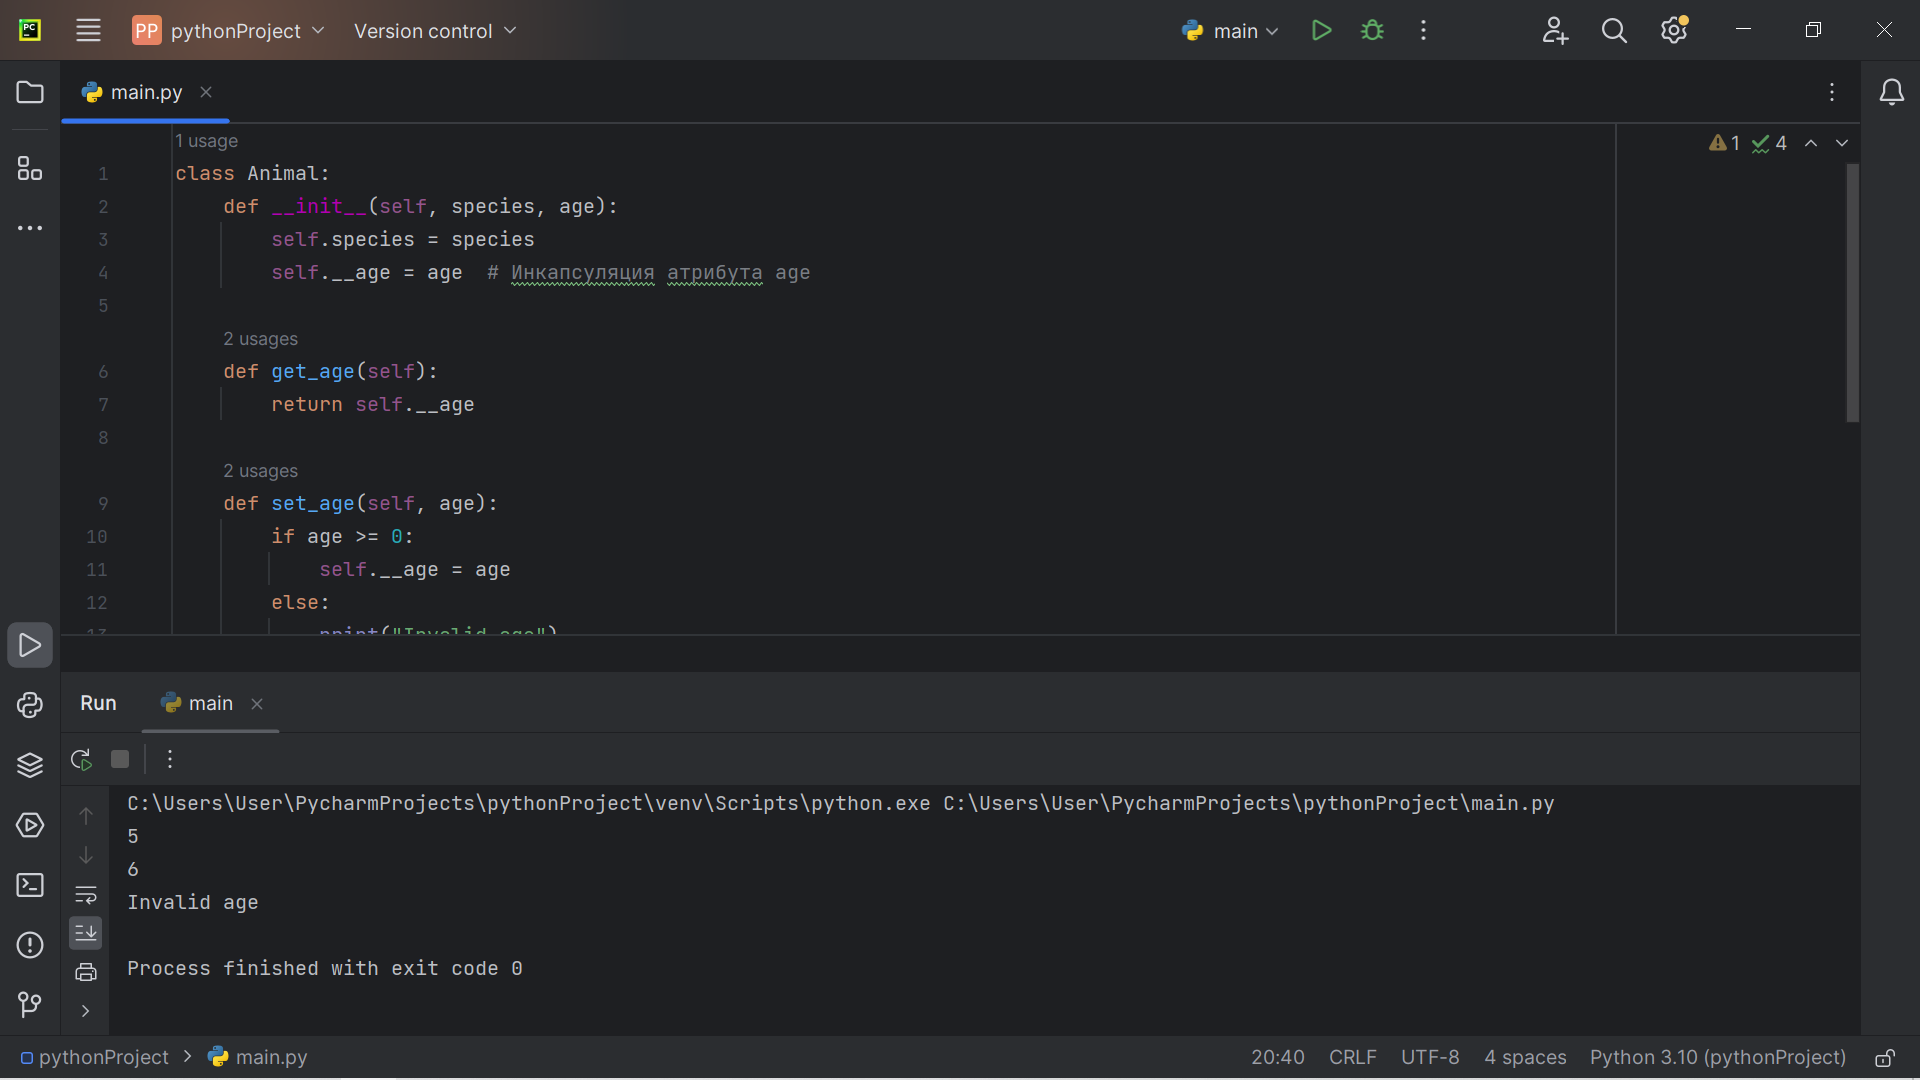 PC
PP pythonProject Version control main
main.py
1 usage 1 4
1 class Animal:
2 def __init__(self, species, age):
3 self.species = species
4 self.__age = age # Инкапсуляция атрибута age
5
2 usages
6 def get_age(self):
7 return self.__age
8
2 usages
9 def set_age(self, age):
10 if age >= 0:
11 self.__age = age
12 else:
13 print("Invalid age")
Run main
C:\Users\User\PycharmProjects\pythonProject\venv\Scripts\python.exe C:\Users\User\PycharmProjects\pythonProject\main.py
5
6
Invalid age
Process finished with exit code 0
pythonProject > main.py 20:40 CRLF UTF-8 4 spaces Python 3.10 (pythonProject)